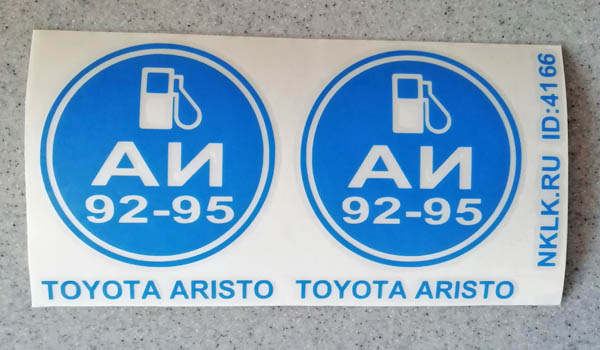 АИ
92-95
TOYOTA ARISTO
АИ
92-95
TOYOTA ARISTO
NKLK.RU ID:4166